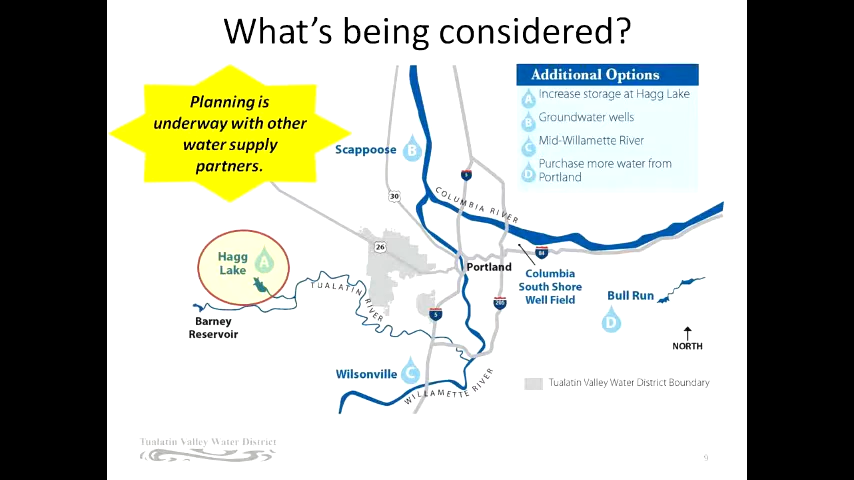 What's being considered?
Planning is
underway with other
water supply
partners.
Additional Options
A Increase storage at Hagg Lake
B Groundwater wells
C Mid-Willamette River
D Purchase more water from
Portland
Scappoose B
30
5
COLUMBIA RIVER
26
84
Hagg
Lake
A
Portland
Columbia
South Shore
Well Field
Bull Run
TUALATIN
RIVER
205
5
D
Barney
Reservoir
NORTH
Wilsonville C
WILLAMETTE RIVER
Tualatin Valley Water District Boundary
Tualatin Valley Water District
9